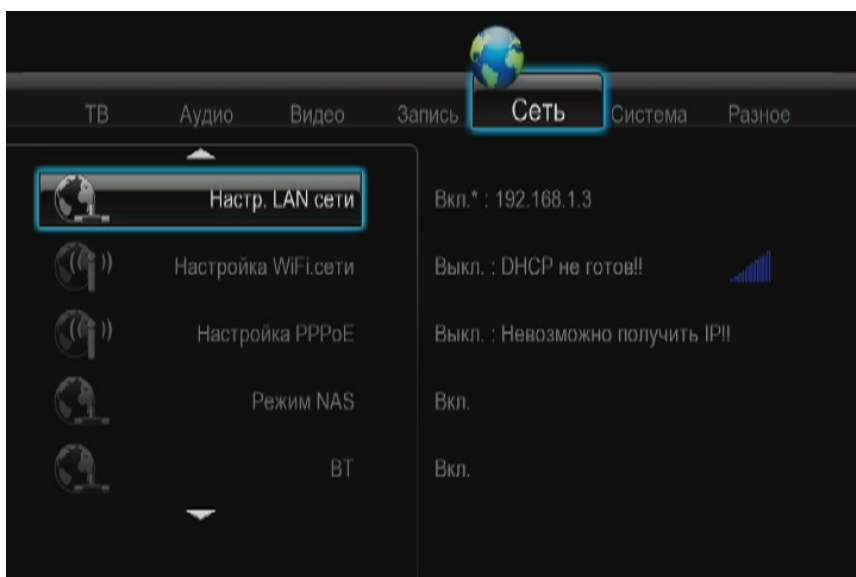 ТВ Аудио Видео Запись Сеть Система Разное
Настр. LAN сети Вкл.* : 192.168.1.3
Настройка WiFi.сети Выкл. : DHCP не готов!!
Настройка PPPoE Выкл. : Невозможно получить IP!!
Режим NAS Вкл.
BT Вкл.